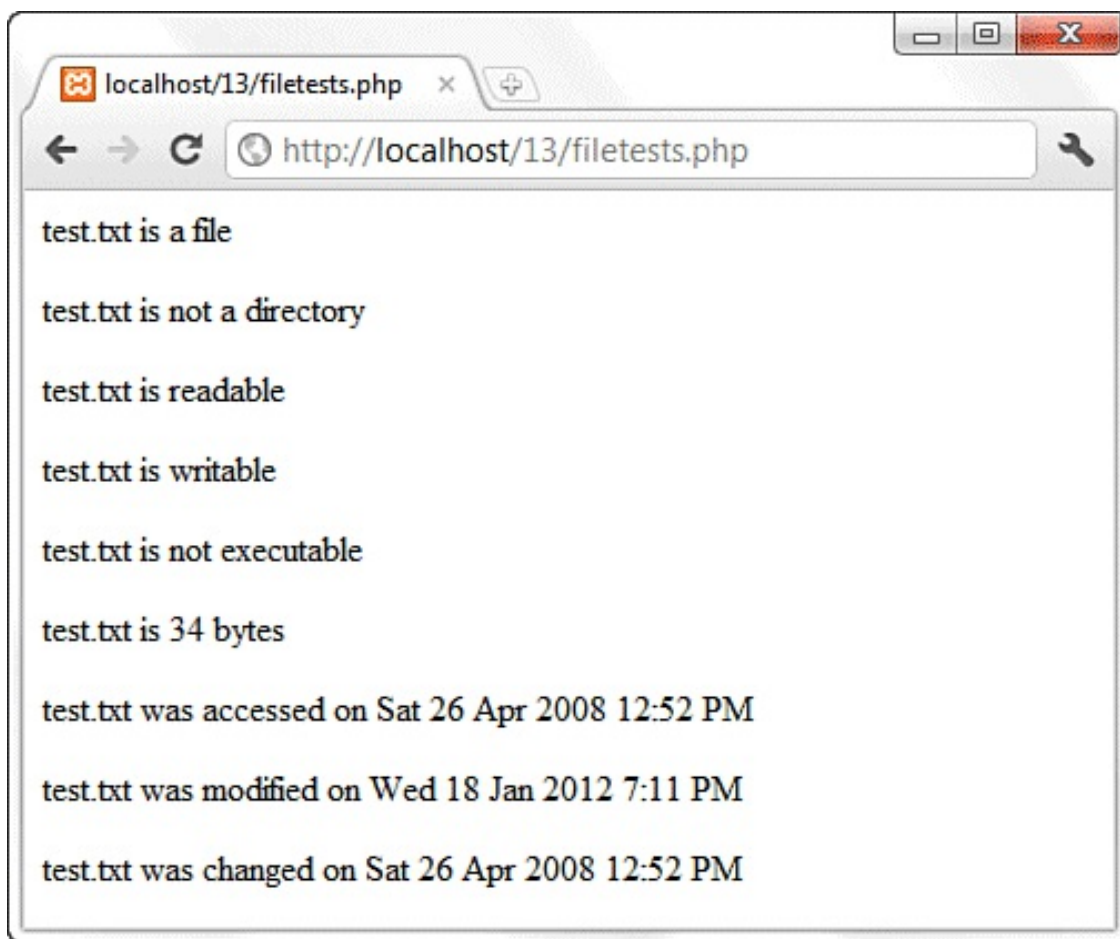 localhost/13/filetests.php
http://localhost/13/filetests.php
test.txt is a file
test.txt is not a directory
test.txt is readable
test.txt is writable
test.txt is not executable
test.txt is 34 bytes
test.txt was accessed on Sat 26 Apr 2008 12:52 PM
test.txt was modified on Wed 18 Jan 2012 7:11 PM
test.txt was changed on Sat 26 Apr 2008 12:52 PM